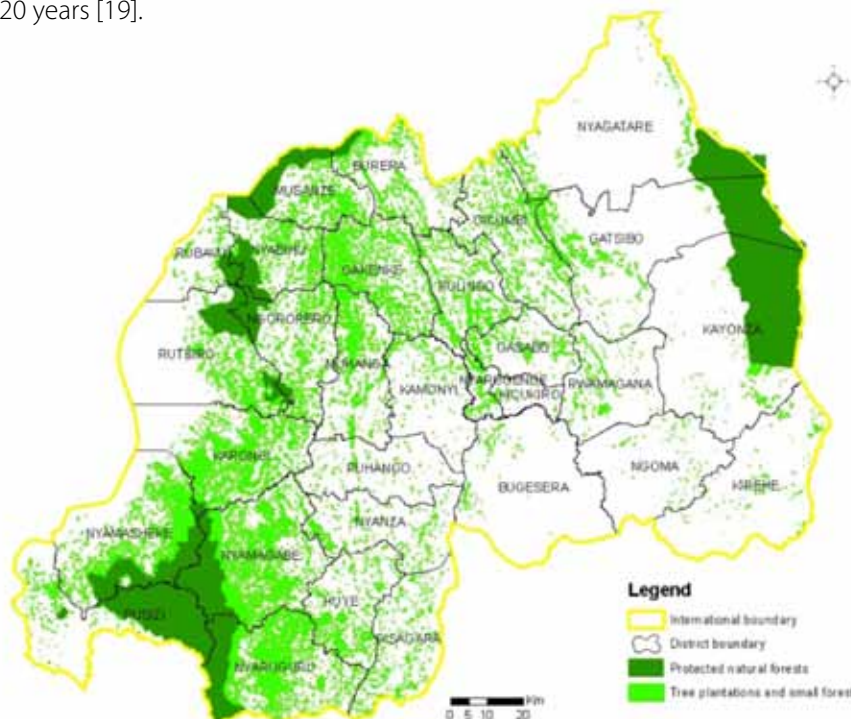 20 years [19].
NYAGATARE
BURERA
MUSANZE
GICUMBI
GATSIBO
RUBAVU
NYABIHU
GAKENKE
RULINDO
NGORORERO
KAYONZA
RUTSIRO
GASABO
MUHANGA
KAMONYI
NYARUGENGE
RWAMAGANA
KICUKIRO
KARONGI
RUHANGO
NGOMA
BUGESERA
KIREHE
NYAMASHEKE
NYANZA
NYAMAGABE
HUYE
RUSIZI
GISAGARA
NYARUGURU
Legend
International boundary
District boundary
Protected natural forests
Tree plantations and small forest
Km
0 5 10 20